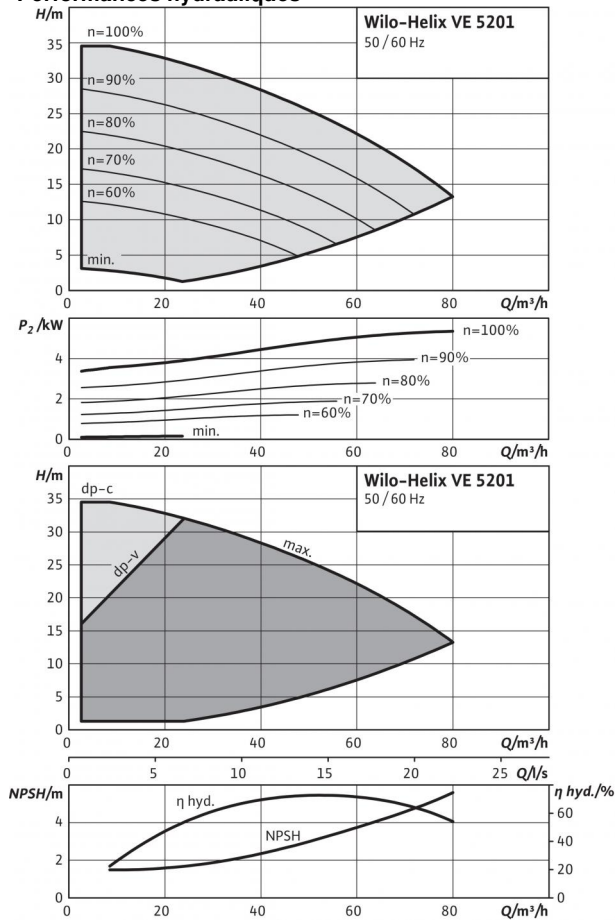 Performances hydrauliques
H/m
Wilo-Helix VE 5201
50 / 60 Hz
n=100%
35
30
n=90%
25
n=80%
20
n=70%
15
n=60%
10
5
min.
0
0 20 40 60 80 Q/m³/h
P2 /kW
n=100%
4
n=90%
n=80%
2
n=70%
n=60%
min.
0
0 20 40 60 80 Q/m³/h
H/m
Wilo-Helix VE 5201
50 / 60 Hz
dp-c
35
30
max.
25
dp-v
20
15
10
5
0
0 20 40 60 80 Q/m³/h
0 5 10 15 20 25 Q/l/s
NPSH/m
η hyd./%
η hyd.
60
4
NPSH
40
2
20
0
0
0 20 40 60 80 Q/m³/h